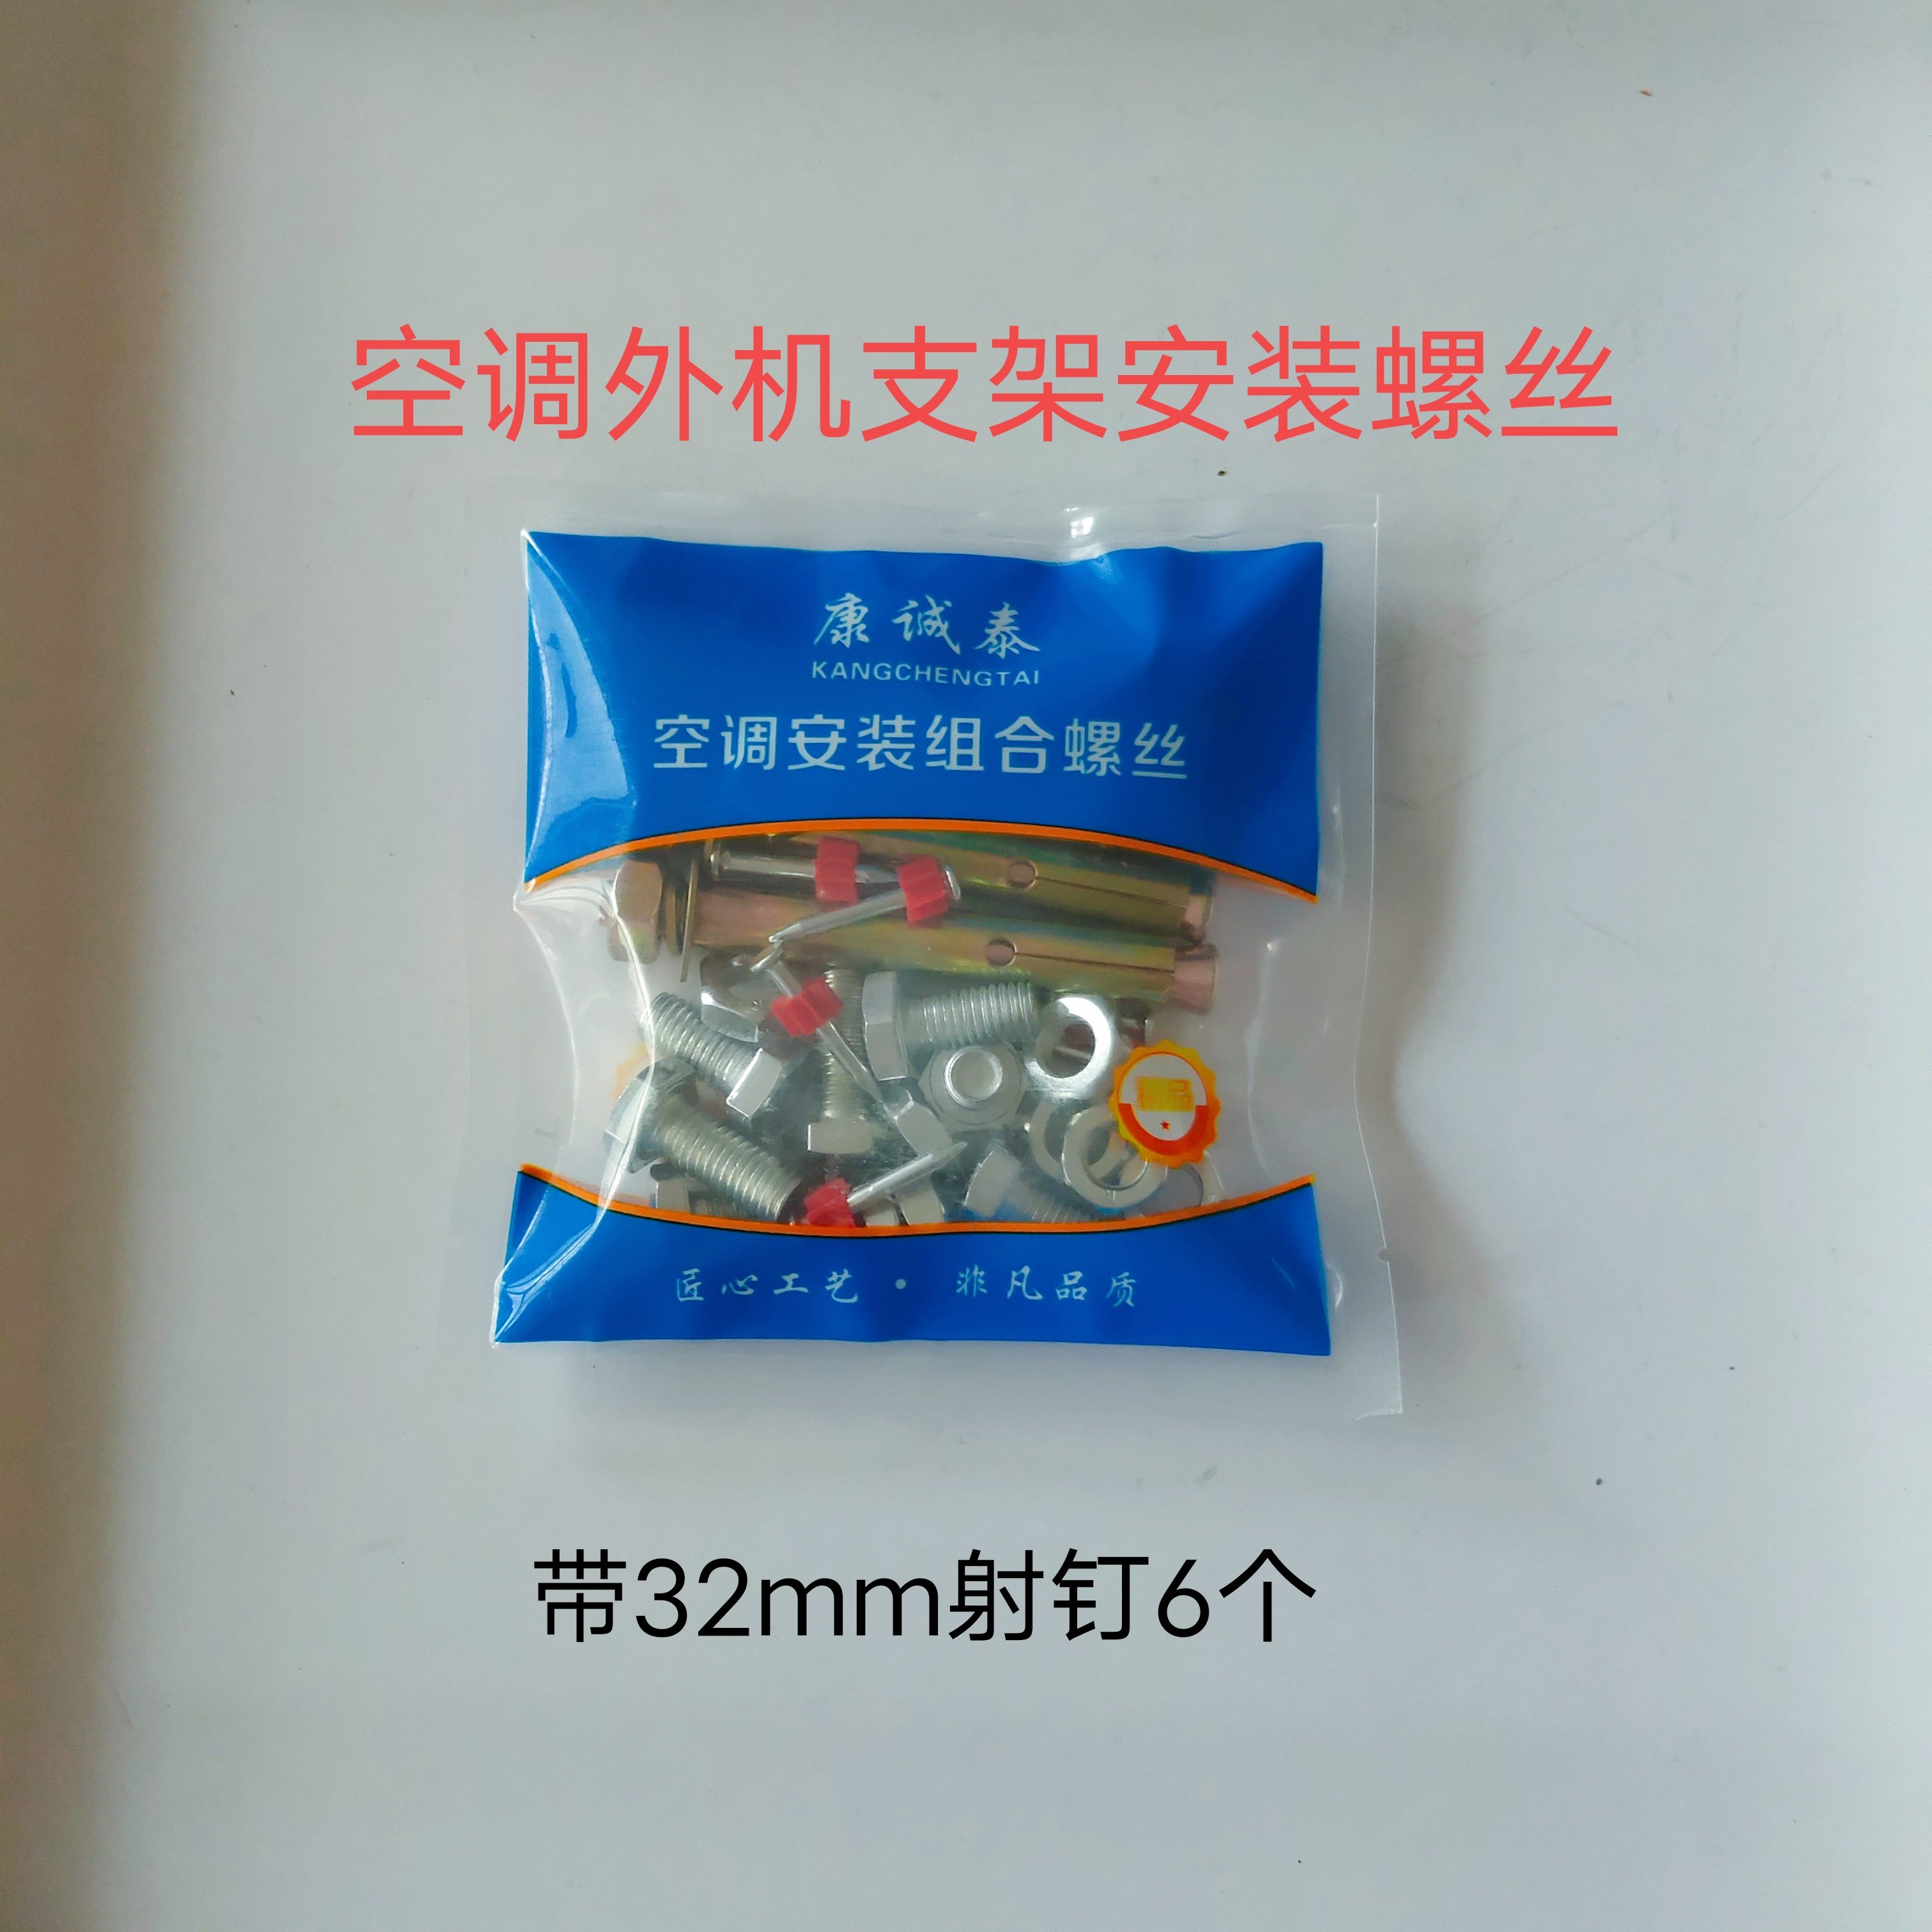 空调外机支架安装螺丝
康诚泰
KANGCHENGTAI
空调安装组合螺丝
精品
匠心工艺·非凡品质
带32mm射钉6个